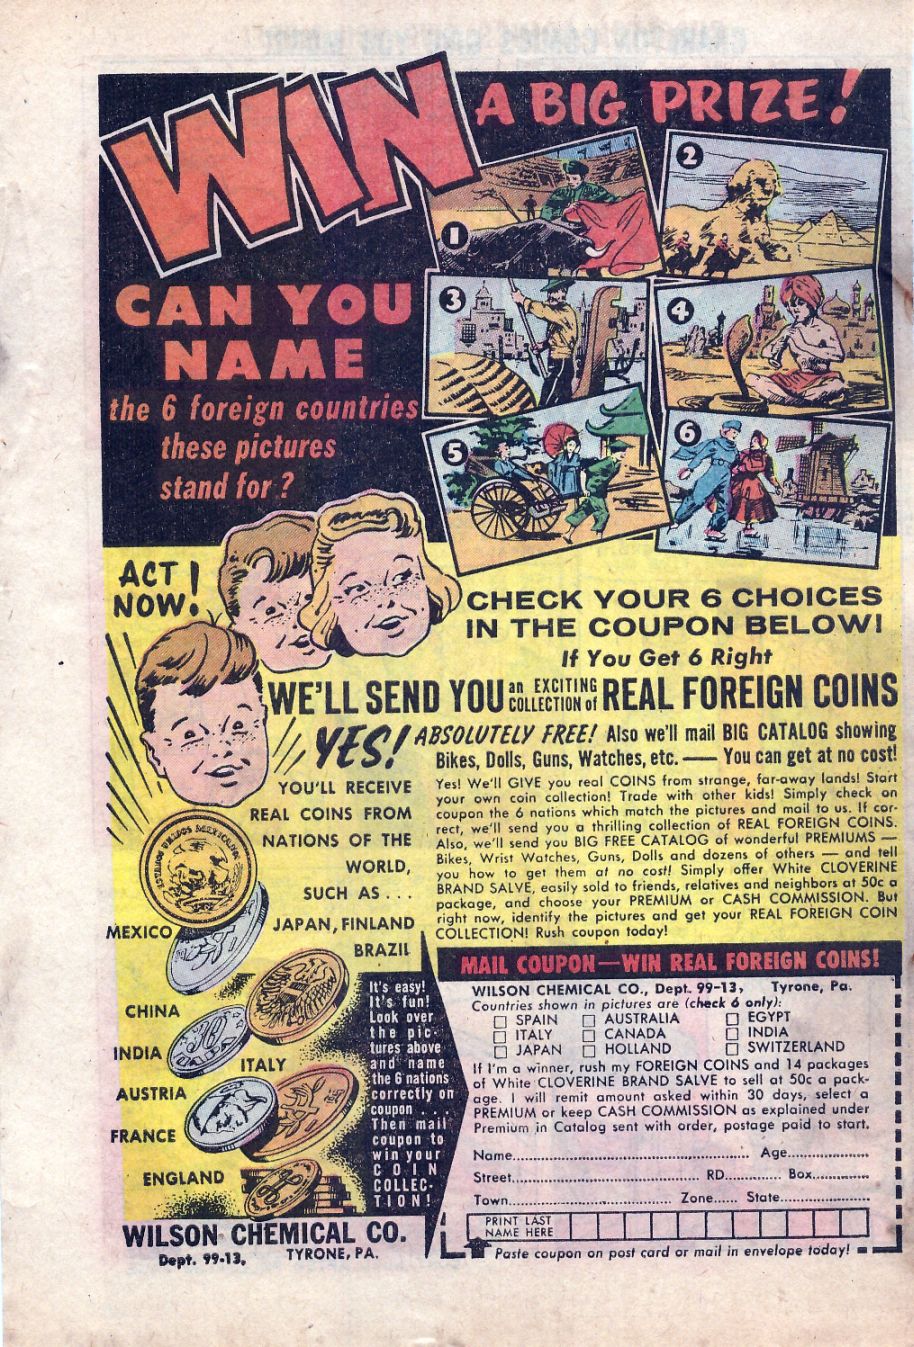 WIN
A BIG PRIZE!
CAN YOU
NAME
the 6 foreign countries
these pictures
stand for?
1
2
3
4
5
6
ACT
NOW!
CHECK YOUR 6 CHOICES
IN THE COUPON BELOW!
If You Get 6 Right
WE'LL SEND YOU an EXCITING COLLECTION of REAL FOREIGN COINS
YES!
ABSOLUTELY FREE! Also we'll mail BIG CATALOG showing
Bikes, Dolls, Guns, Watches, etc. — You can get at no cost!
YOU'LL RECEIVE
REAL COINS FROM
NATIONS OF THE
WORLD,
SUCH AS . . .
JAPAN, FINLAND
BRAZIL
Yes! We'll GIVE you real COINS from strange, far-away lands! Start
your own coin collection! Trade with other kids! Simply check on
coupon the 6 nations which match the pictures and mail to us. If cor-
rect, we'll send you a thrilling collection of REAL FOREIGN COINS.
Also, we'll send you BIG FREE CATALOG of wonderful PREMIUMS —
Bikes, Wrist Watches, Guns, Dolls and dozens of others — and tell
you how to get them at no cost! Simply offer White CLOVERINE
BRAND SALVE, easily sold to friends, relatives and neighbors at 50c a
package, and choose your PREMIUM or CASH COMMISSION. But
right now, identify the pictures and get your REAL FOREIGN COIN
COLLECTION! Rush coupon today!
ESTADOS UNIDOS MEXICANOS
MEXICO
CHINA
INDIA
ITALY
AUSTRIA
FRANCE
ENGLAND
It's easy!
It's fun!
Look over
the pic-
tures above
and name
the 6 nations
correctly on
coupon . . .
Then mail
coupon to
win your
COIN
COLLEC-
TION!
WILSON CHEMICAL CO.
Dept. 99-13, TYRONE, PA.
MAIL COUPON—WIN REAL FOREIGN COINS!
WILSON CHEMICAL CO., Dept. 99-13, Tyrone, Pa.
Countries shown in pictures are (check 6 only):
☐ SPAIN ☐ AUSTRALIA ☐ EGYPT
☐ ITALY ☐ CANADA ☐ INDIA
☐ JAPAN ☐ HOLLAND ☐ SWITZERLAND
If I'm a winner, rush my FOREIGN COINS and 14 packages
of White CLOVERINE BRAND SALVE to sell at 50c a pack-
age. I will remit amount asked within 30 days, select a
PREMIUM or keep CASH COMMISSION as explained under
Premium in Catalog sent with order, postage paid to start.
Name........ Age........
Street........ RD........ Box........
Town........ Zone...... State........
PRINT LAST
NAME HERE
Paste coupon on post card or mail in envelope today!